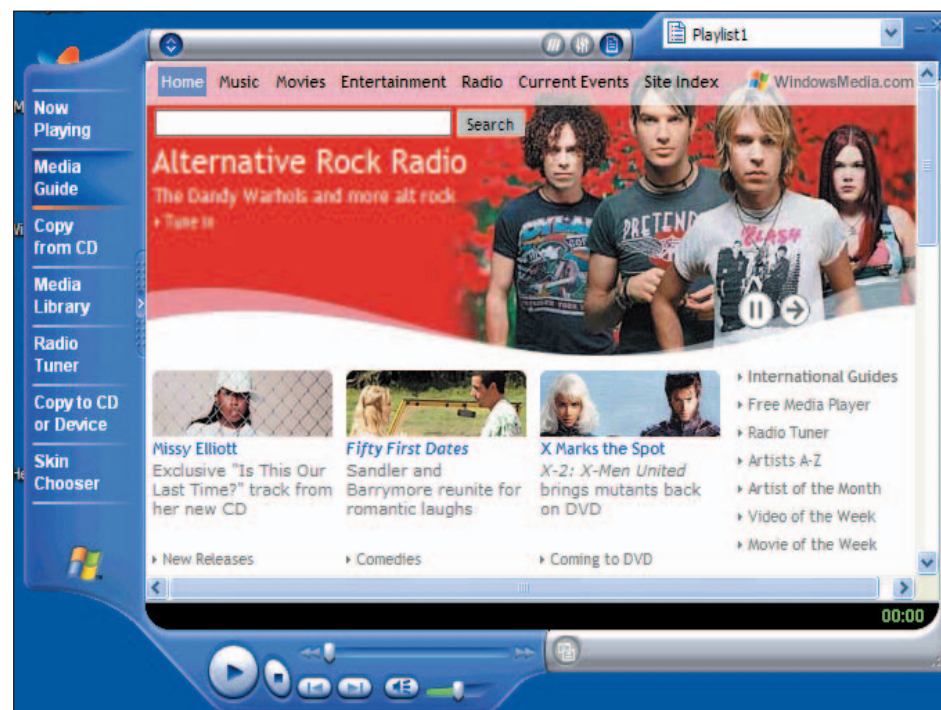 Playlist1
Home Music Movies Entertainment Radio Current Events Site Index WindowsMedia.com
Search
Alternative Rock Radio
The Dandy Warhols and more alt rock
Tune in
PRETEND
CLASH
Now
Playing
Media
Guide
Copy
from CD
Media
Library
Radio
Tuner
Copy to CD
or Device
Skin
Chooser
Missy Elliott
Exclusive "Is This Our
Last Time?" track from
her new CD
New Releases
Fifty First Dates
Sandler and
Barrymore reunite for
romantic laughs
Comedies
X Marks the Spot
X-2: X-Men United
brings mutants back
on DVD
Coming to DVD
International Guides
Free Media Player
Radio Tuner
Artists A-Z
Artist of the Month
Video of the Week
Movie of the Week
00:00